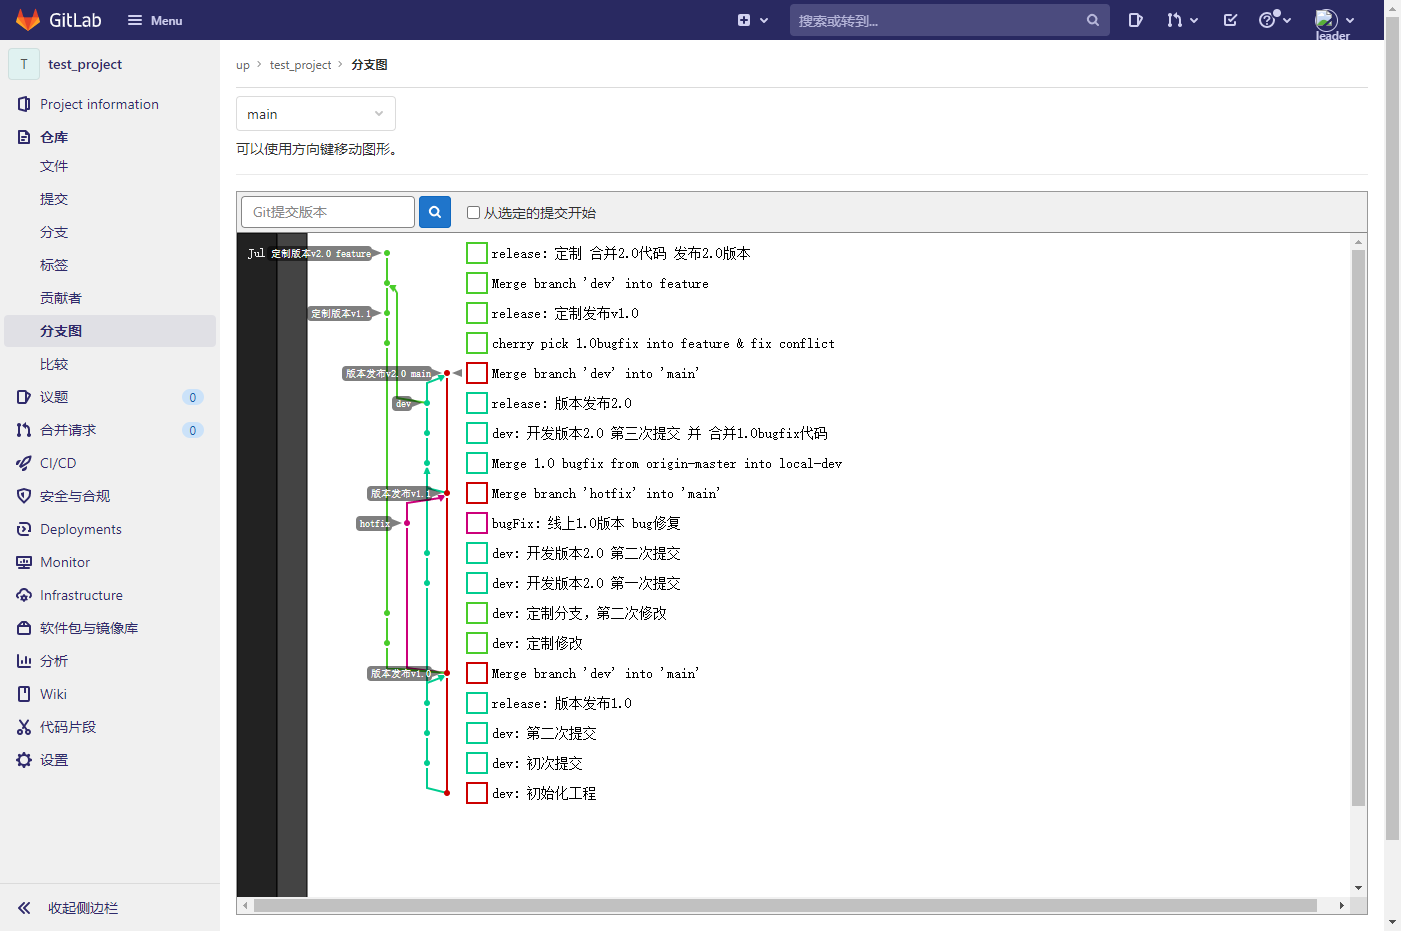 GitLab
Menu
搜索或转到...
leader
T
test_project
Project information
仓库
文件
提交
分支
标签
贡献者
分支图
比较
议题
0
合并请求
0
CI/CD
安全与合规
Deployments
Monitor
Infrastructure
软件包与镜像库
分析
Wiki
代码片段
设置
收起侧边栏
up › test_project › 分支图
main
可以使用方向键移动图形。
Git提交版本
从选定的提交开始
Jul
定制版本v2.0 feature
release: 定制 合并2.0代码 发布2.0版本
Merge branch 'dev' into feature
定制版本v1.1
release: 定制发布v1.0
cherry pick 1.0bugfix into feature & fix conflict
版本发布v2.0 main
Merge branch 'dev' into 'main'
dev
release: 版本发布2.0
dev: 开发版本2.0 第三次提交 并 合并1.0bugfix代码
Merge 1.0 bugfix from origin-master into local-dev
版本发布v1.1
Merge branch 'hotfix' into 'main'
hotfix
bugFix: 线上1.0版本 bug修复
dev: 开发版本2.0 第二次提交
dev: 开发版本2.0 第一次提交
dev: 定制分支，第二次修改
dev: 定制修改
版本发布v1.0
Merge branch 'dev' into 'main'
release: 版本发布1.0
dev: 第二次提交
dev: 初次提交
dev: 初始化工程